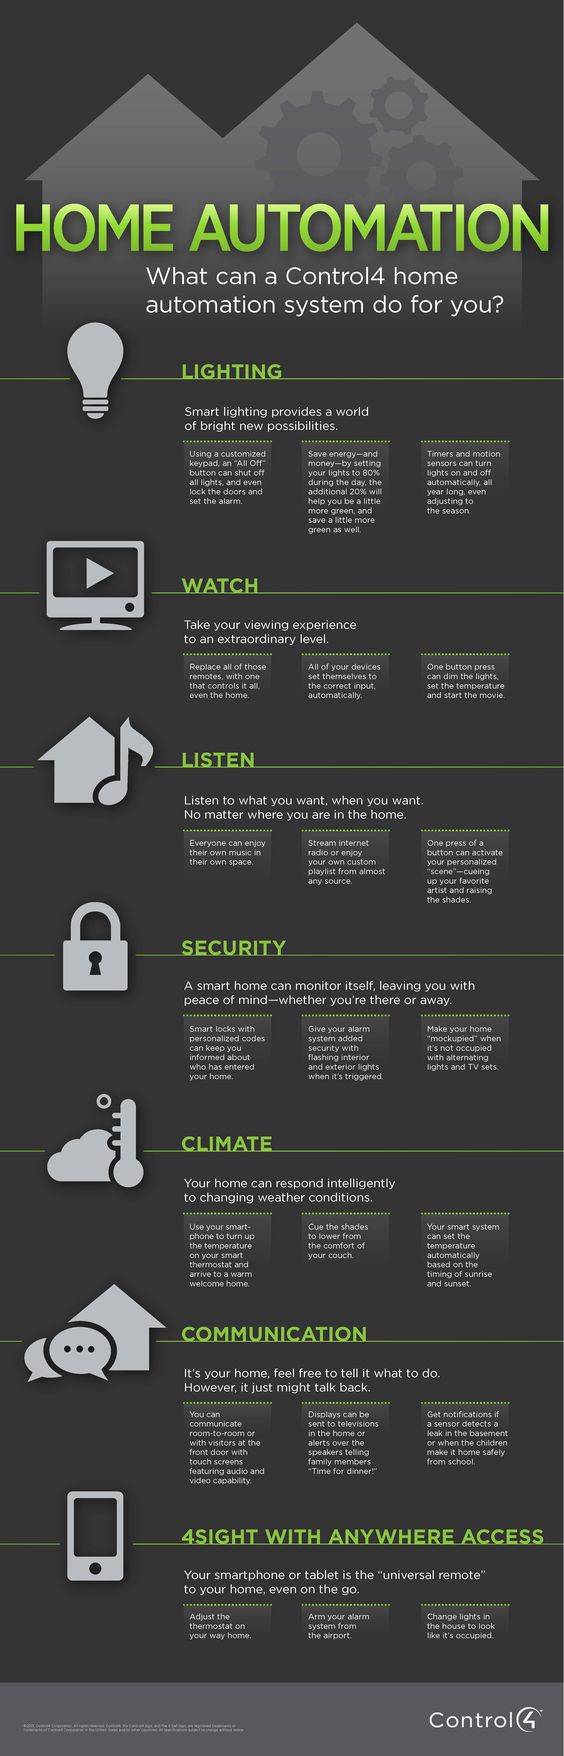 HOME AUTOMATION
What can a Control4 home
automation system do for you?
LIGHTING
Smart lighting provides a world
of bright new possibilities.
Using a customized
keypad, an "All Off"
button can shut off
all lights, and even
lock the doors and
set the alarm.
Save energy—and
money—by setting
your lights to 80%
during the day, the
additional 20% will
help you be a little
more green, and
save a little more
green as well.
Timers and motion
sensors can turn
lights on and off
automatically, all
year long, even
adjusting to
the season.
WATCH
Take your viewing experience
to an extraordinary level.
Replace all of those
remotes, with one
that controls it all,
even the home.
All of your devices
set themselves to
the correct input,
automatically.
One button press
can dim the lights,
set the temperature
and start the movie.
LISTEN
Listen to what you want, when you want.
No matter where you are in the home.
Everyone can enjoy
their own music in
their own space.
Stream internet
radio or enjoy
your own custom
playlist from almost
any source.
One press of a
button can activate
your personalized
"scene"—cueing
up your favorite
artist and raising
the shades.
SECURITY
A smart home can monitor itself, leaving you with
peace of mind—whether you're there or away.
Smart locks with
personalized codes
can keep you
informed about
who has entered
your home.
Give your alarm
system added
security with
flashing interior
and exterior lights
when it's triggered.
Make your home
"mockupied" when
it's not occupied
with alternating
lights and TV sets.
CLIMATE
Your home can respond intelligently
to changing weather conditions.
Use your smart-
phone to turn up
the temperature
on your smart
thermostat and
arrive to a warm
welcome home.
Cue the shades
to lower from
the comfort of
your couch.
Your smart system
can set the
temperature
automatically
based on the
timing of sunrise
and sunset.
COMMUNICATION
It's your home, feel free to tell it what to do.
However, it just might talk back.
You can
communicate
room-to-room or
with visitors at the
front door with
touch screens
featuring audio and
video capability.
Displays can be
sent to televisions
in the home or
alerts over the
speakers telling
family members
"Time for dinner!"
Get notifications if
a sensor detects a
leak in the basement
or when the children
make it home safely
from school.
4SIGHT WITH ANYWHERE ACCESS
Your smartphone or tablet is the "universal remote"
to your home, even on the go.
Adjust the
thermostat on
your way home.
Arm your alarm
system from
the airport.
Change lights in
the house to look
like it's occupied.
Control4